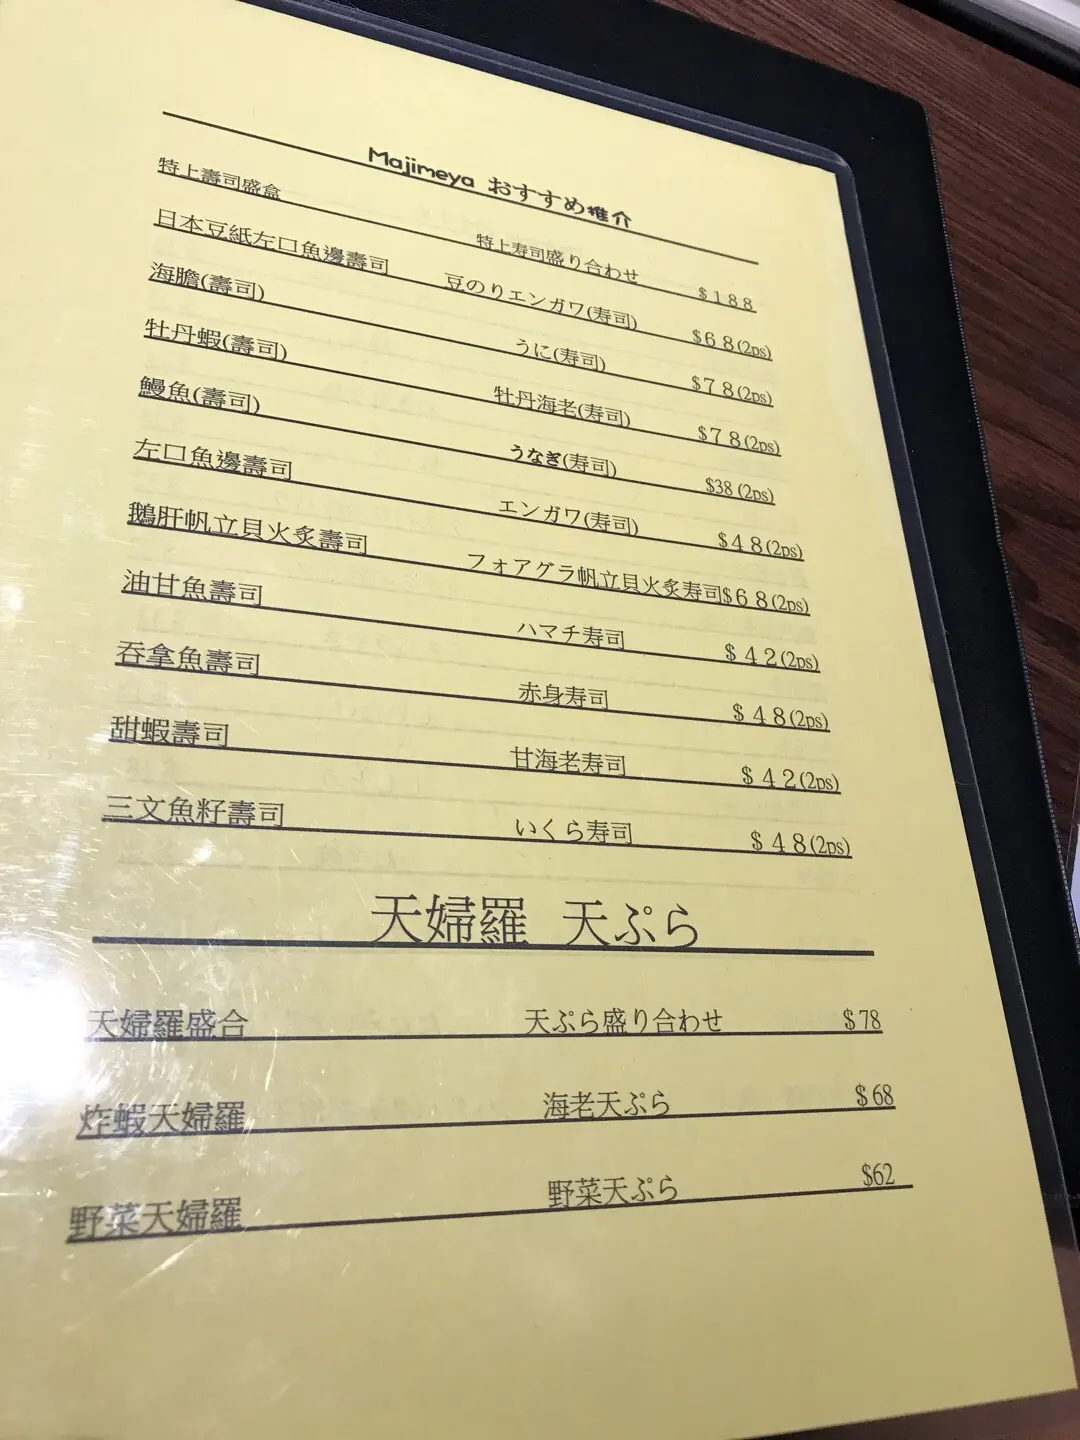 Majimeya おすすめ推介
特上壽司盛盒 特上寿司盛り合わせ $188
日本豆紙左口魚邊壽司 豆のりエンガワ(寿司) $68(2ps)
海膽(壽司) うに(寿司) $78(2ps)
牡丹蝦(壽司) 牡丹海老(寿司) $78(2ps)
鰻魚(壽司) うなぎ(寿司) $38(2ps)
左口魚邊壽司 エンガワ(寿司) $48(2ps)
鵝肝帆立貝火炙壽司 フォアグラ帆立貝火炙寿司$68(2ps)
油甘魚壽司 ハマチ寿司 $42(2ps)
吞拿魚壽司 赤身寿司 $48(2ps)
甜蝦壽司 甘海老寿司 $42(2ps)
三文魚籽壽司 いくら寿司 $48(2ps)
天婦羅 天ぷら
天婦羅盛合 天ぷら盛り合わせ $78
炸蝦天婦羅 海老天ぷら $68
野菜天婦羅 野菜天ぷら $62